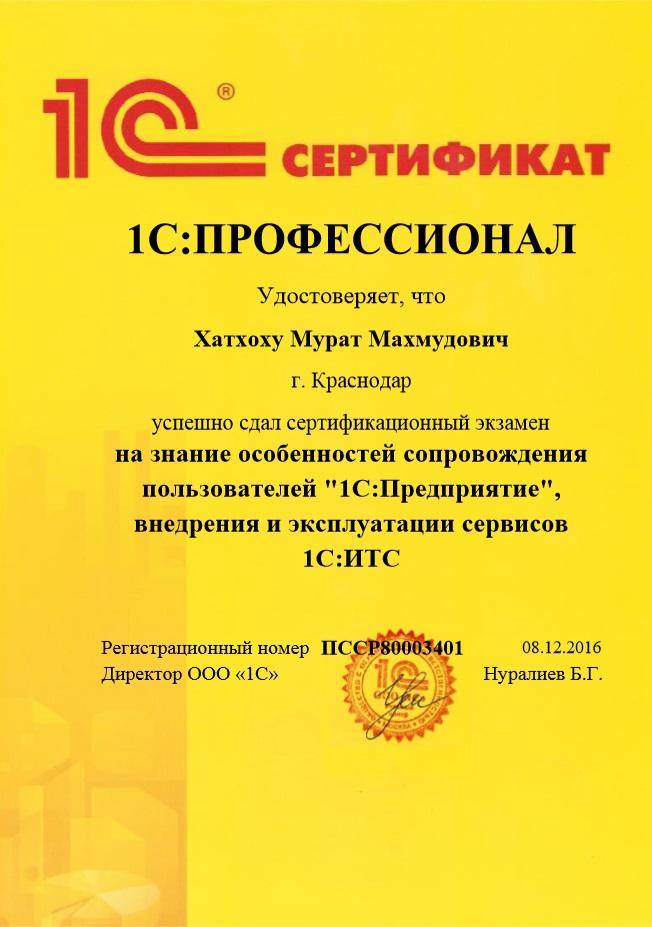 1С ® СЕРТИФИКАТ
1С:ПРОФЕССИОНАЛ
Удостоверяет, что
Хатхоху Мурат Махмудович
г. Краснодар
успешно сдал сертификационный экзамен
на знание особенностей сопровождения
пользователей "1С:Предприятие",
внедрения и эксплуатации сервисов
1С:ИТС
Регистрационный номер ПССР80003401 08.12.2016
Директор ООО «1С» Нуралиев Б.Г.
1С